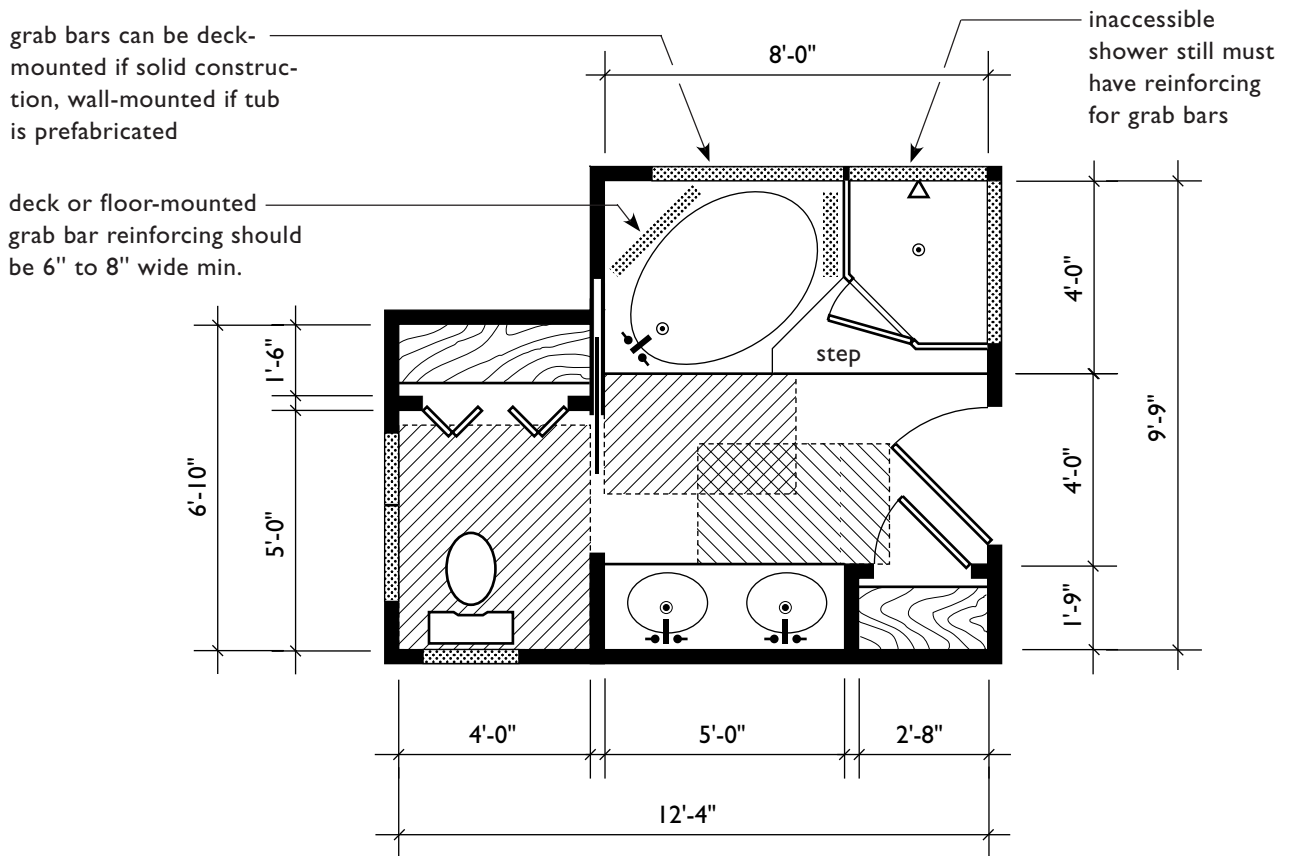 grab bars can be deck-
mounted if solid construc-
tion, wall-mounted if tub
is prefabricated
8'-0"
inaccessible
shower still must
have reinforcing
for grab bars
deck or floor-mounted
grab bar reinforcing should
be 6" to 8" wide min.
4'-0"
1'-6"
step
9'-9"
6'-10"
5'-0"
4'-0"
1'-9"
4'-0"
5'-0"
2'-8"
12'-4"